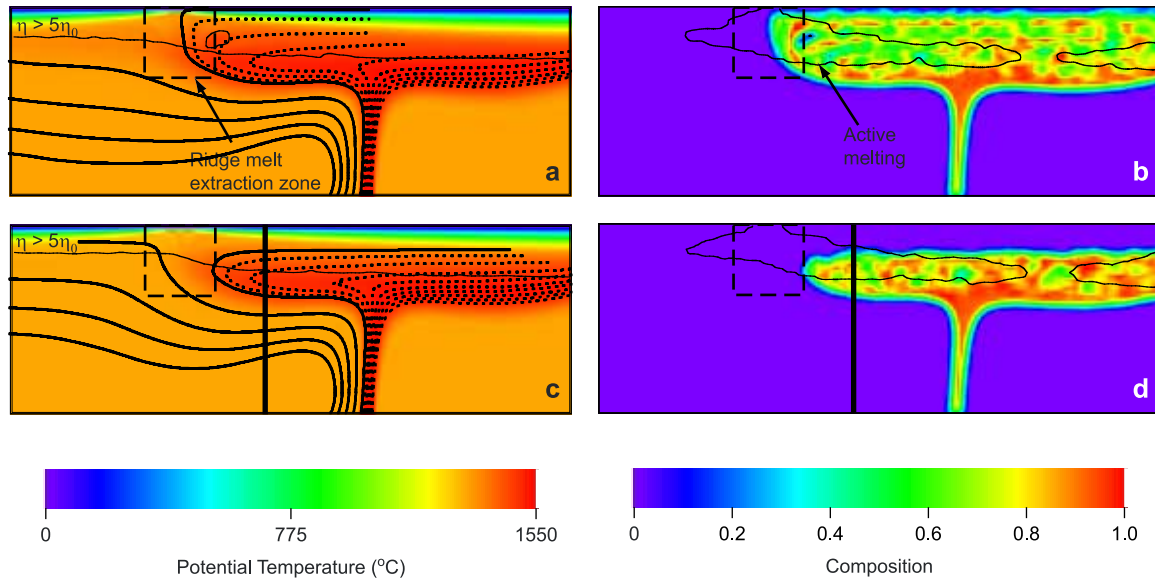 η > 5η₀
Ridge melt
extraction zone
a
Active
melting
b
η > 5η₀
c
d
0
775
1550
Potential Temperature (°C)
0
0.2
0.4
0.6
0.8
1.0
Composition